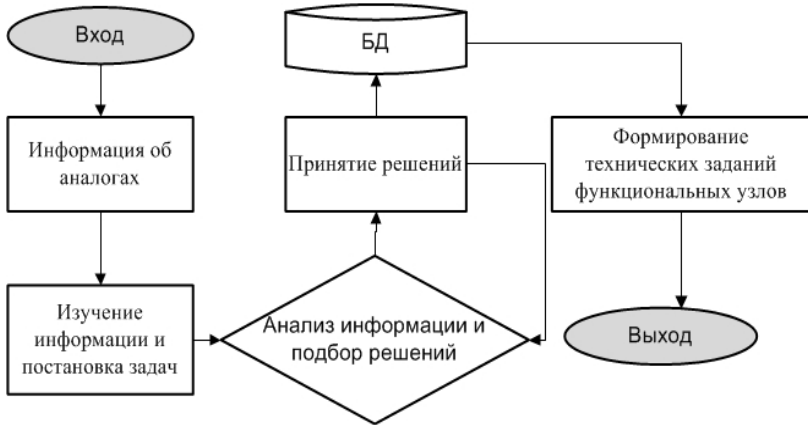 Вход
Информация об
аналогах
Изучение
информации и
постановка задач
Анализ информации и
подбор решений
Принятие решений
БД
Формирование
технических заданий
функциональных узлов
Выход